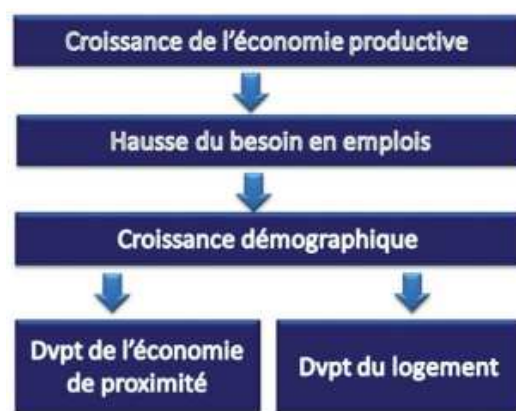 Croissance de l'économie productive
Hausse du besoin en emplois
Croissance démographique
Dvpt de l'économie
de proximité
Dvpt du logement